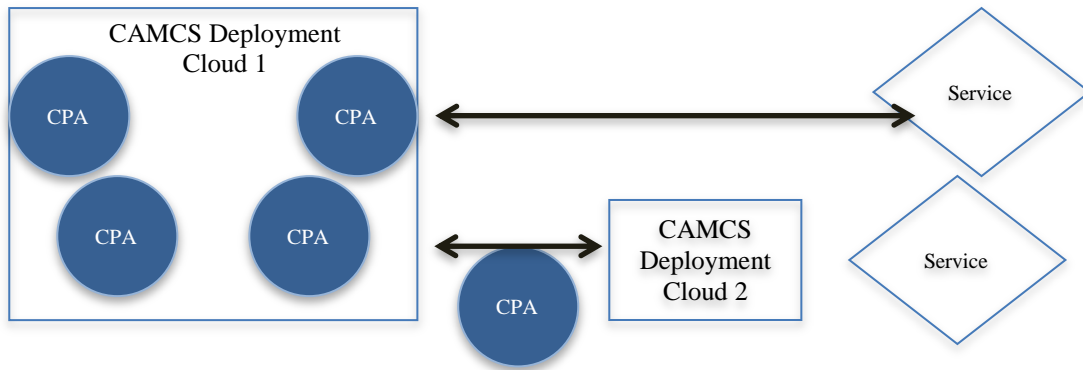 CAMCS Deployment
Cloud 1
CPA
CPA
Service
CPA
CPA
CAMCS
Deployment
Cloud 2
Service
CPA